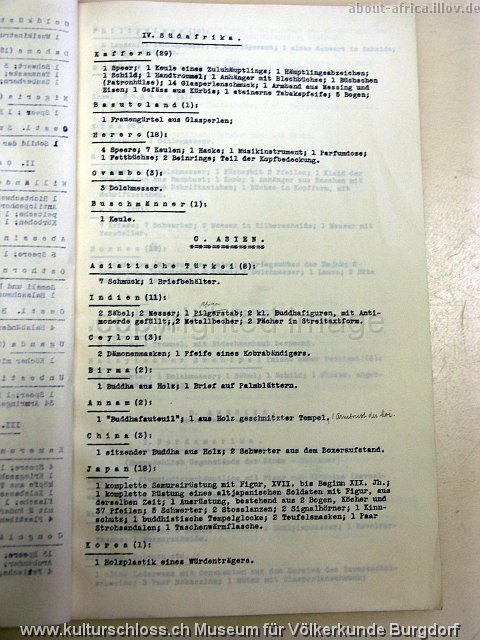 about-africa.illov.de
IV. Südafrika.
Kaffern (29)
1 Speer; 1 Keule eines Zuluhäuptlings; 1 Häuptlingsabzeichen;
1 Schild; 1 Handtrommel; 1 Anhänger mit Blechbüchse; 1 Büchschen
(Patronhülse); 14 Glasperlenschmuck; 1 Armband aus Messing und
Eisen; 1 Gefäss aus Kürbis; 1 steinerne Tabakspfeife; 5 Bogen;
Basutoland (1):
1 Frauengürtel aus Glasperlen;
Herero (18):
4 Speere; 7 Keulen; 1 Hacke; 1 Musikinstrument; 1 Parfumdose;
1 Fettbüchse; 2 Beinringe; Teil der Kopfbedeckung.
Ovambo (3):
3 Dolchmesser.
Buschmänner (1):
1 Keule.
C. ASIEN.
Asiatische Türkei (8):
7 Schmuck; 1 Briefbehälter.
Indien (11):
2 Säbel; 2 Messer; 1 Pilgerstab; 2 kl. Buddhafiguren, mit Anti-
monerde gefüllt; 2 Metallbecher; 2 Fächer in Streitaxtform.
Ceylon (3):
2 Dämonenmasken; 1 Pfeife eines Kobrabändigers.
Birma (2):
1 Buddha aus Holz; 1 Brief auf Palmblättern.
Annam (2):
1 "Buddhafauteuil"; 1 aus Holz geschnitzter Tempel, 1 Armbrust der
China (3):
1 sitzender Buddha aus Holz; 2 Schwerter aus dem Boxeraufstand.
Japan (18):
1 komplette Samurairüstung mit Figur, XVII. bis Beginn XIX. Jh.;
1 komplette Rüstung eines altjapanischen Soldaten mit Figur, aus
derselben Zeit; 1 Ausrüstung, bestehend aus 2 Bogen, Köcher und
37 Pfeilen; 5 Schwerter; 2 Stosslanzen; 2 Signalhörner; 1 Kinn-
schutz; 1 buddhistische Tempelglocke; 2 Teufelsmasken; 1 Paar
Strohsandalen; 1 Taschenwärmflasche.
Korea (1):
1 Holzplastik eines Würdenträgers.
www.kulturschloss.ch Museum für Völkerkunde Burgdorf